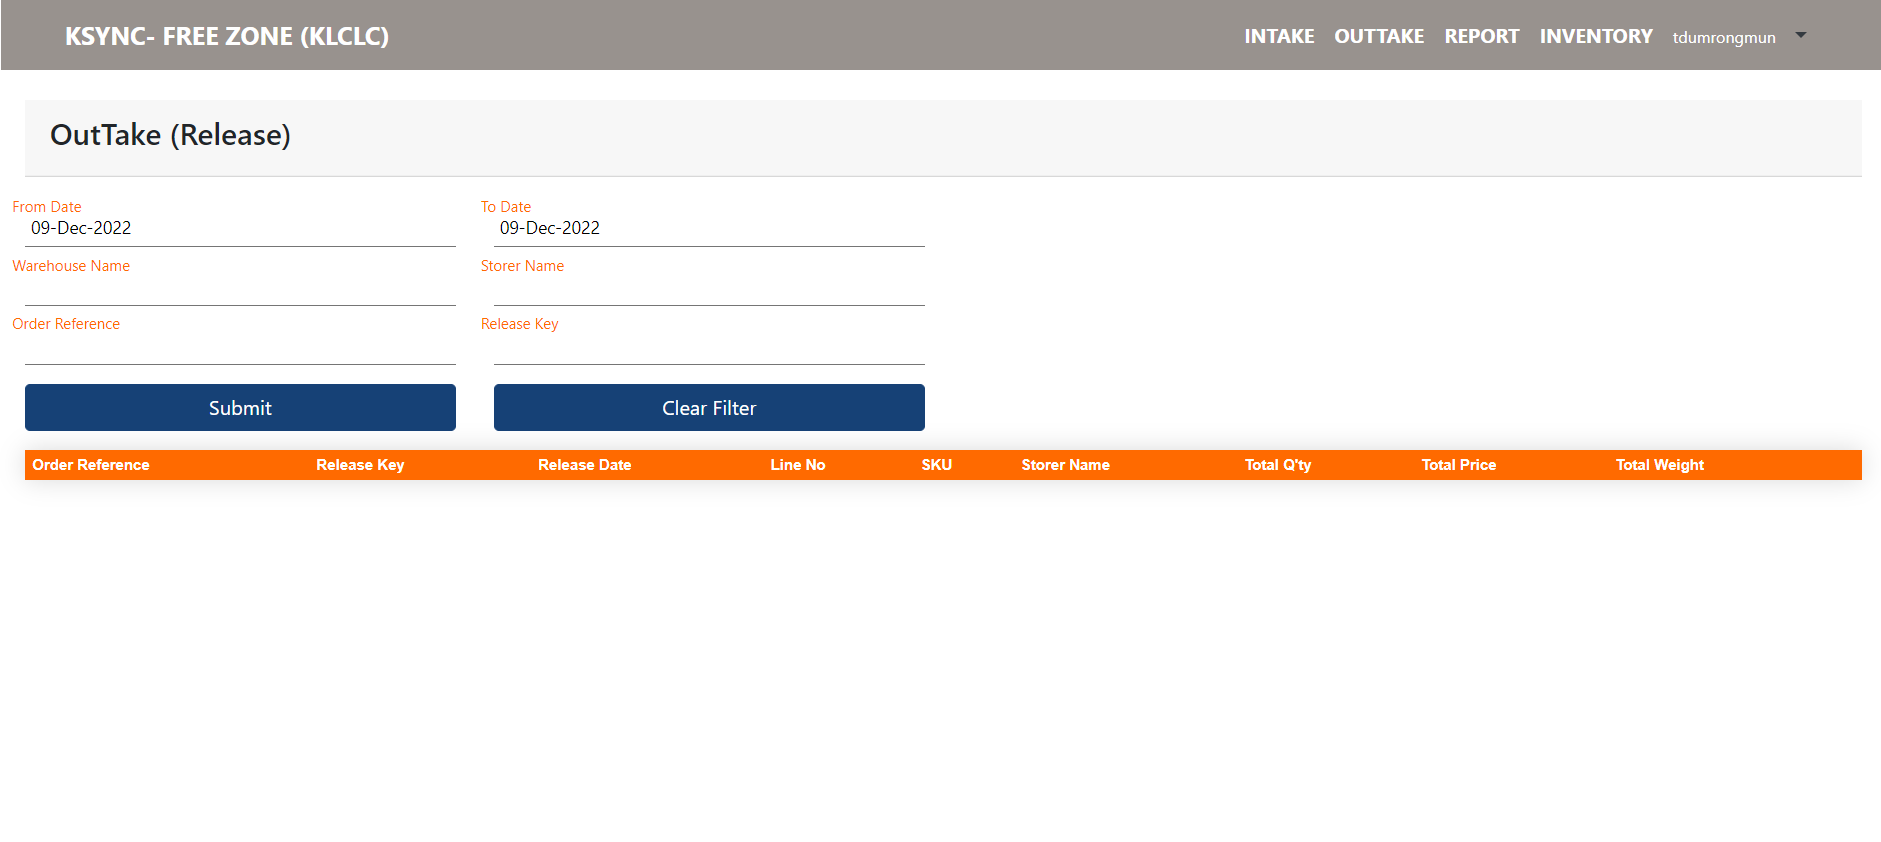 KSYNC- FREE ZONE (KLCLC) INTAKE OUTTAKE REPORT INVENTORY tdumrongmun
OutTake (Release)
From Date To Date
09-Dec-2022 09-Dec-2022
Warehouse Name Storer Name
Order Reference Release Key
Submit Clear Filter
Order Reference Release Key Release Date Line No SKU Storer Name Total Q'ty Total Price Total Weight